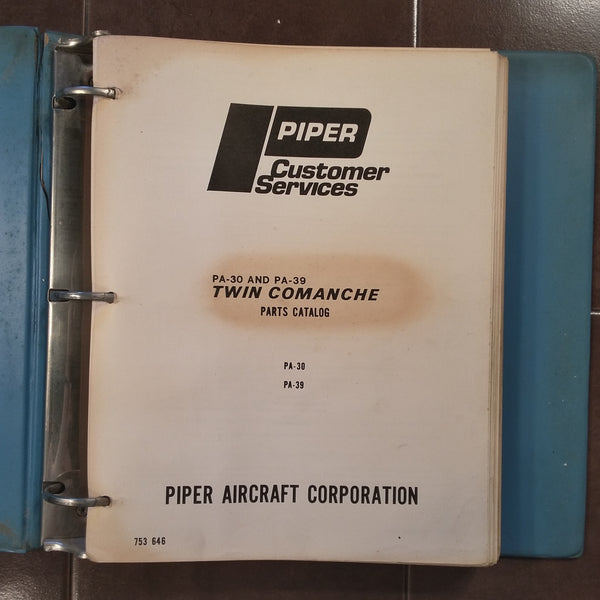 PIPER
Customer
Services
PA-30 AND PA-39
TWIN COMANCHE
PARTS CATALOG
PA-30
PA-39
PIPER AIRCRAFT CORPORATION
753 646